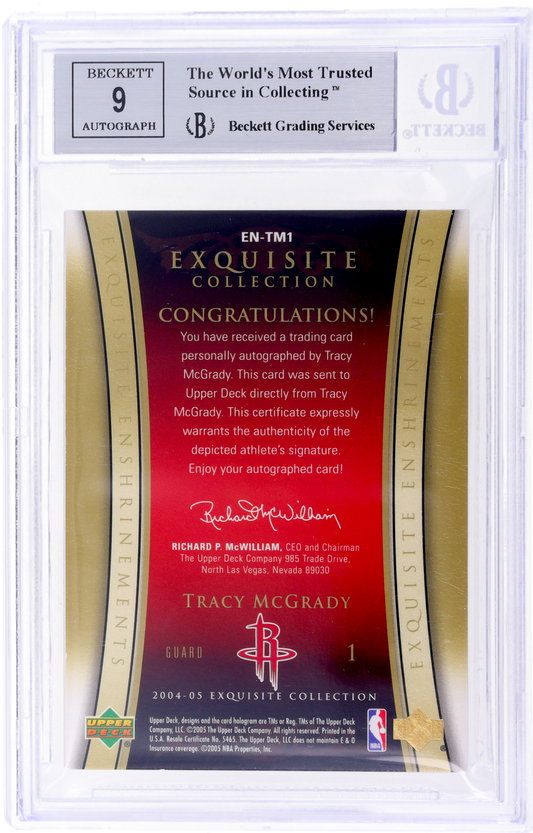 BECKETT
9
AUTOGRAPH
The World's Most Trusted
Source in Collecting™
B
Beckett Grading Services
B
BECKETT
EN-TM1
EXQUISITE
COLLECTION
CONGRATULATIONS!
You have received a trading card
personally autographed by Tracy
McGrady. This card was sent to
Upper Deck directly from Tracy
McGrady. This certificate expressly
warrants the authenticity of the
depicted athlete's signature.
Enjoy your autographed card!
Richard McWilliam
RICHARD P. McWILLIAM, CEO and Chairman
The Upper Deck Company 985 Trade Drive,
North Las Vegas, Nevada 89030
TRACY MCGRADY
GUARD
R
1
2004-05 EXQUISITE COLLECTION
EXQUISITE ENSHRINEMENTS
EXQUISITE ENSHRINEMENTS
UPPER
DECK
Upper Deck, designs and the card hologram are TMs or Reg. TMs of The Upper Deck
Company, LLC. ©2005 The Upper Deck Company. All rights reserved. Printed in the
U.S.A. Resale Certificate No. 5465. The Upper Deck, LLC does not maintain E & O
Insurance coverage. ©2005 NBA Properties, Inc.
NBA